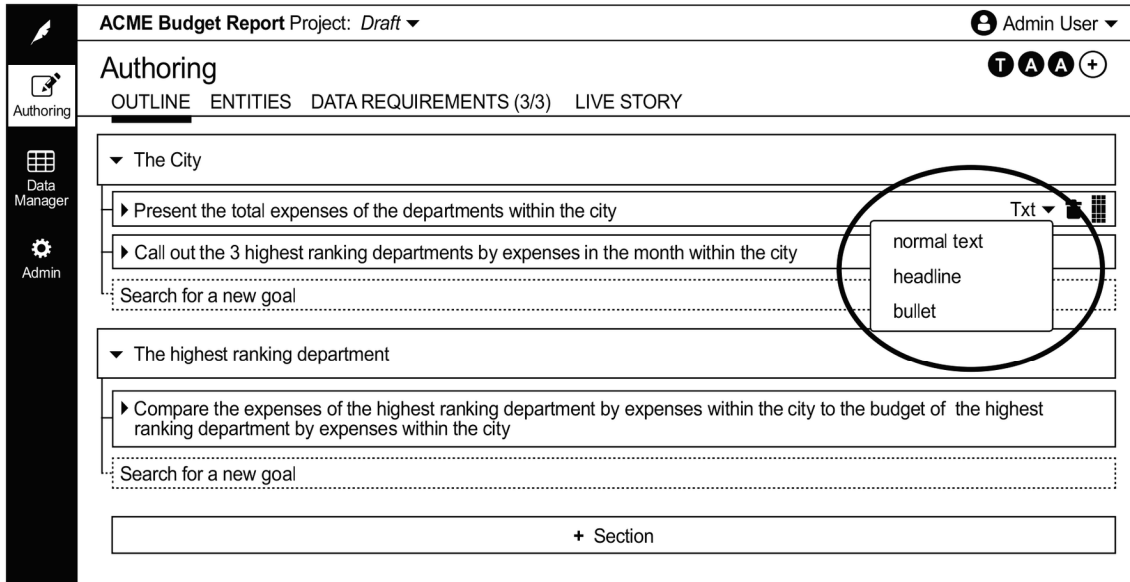 ACME Budget Report Project: Draft
Admin User
Authoring
T A A +
OUTLINE ENTITIES DATA REQUIREMENTS (3/3) LIVE STORY
Authoring
Data
Manager
Admin
The City
Present the total expenses of the departments within the city
Txt
normal text
headline
bullet
Call out the 3 highest ranking departments by expenses in the month within the city
Search for a new goal
The highest ranking department
Compare the expenses of the highest ranking department by expenses within the city to the budget of the highest
ranking department by expenses within the city
Search for a new goal
+ Section